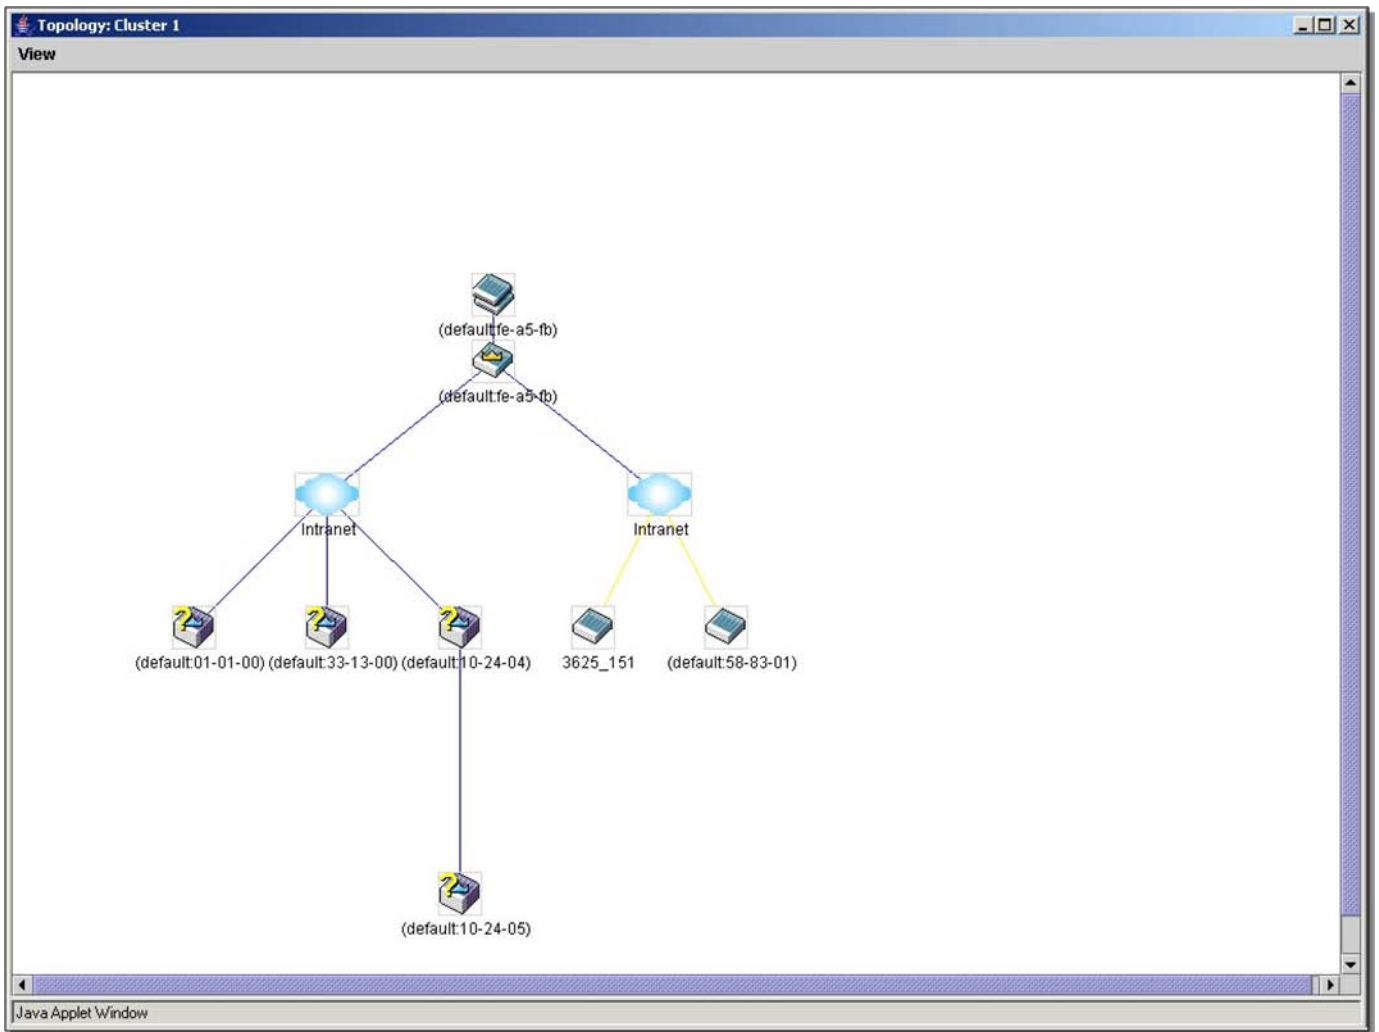 Topology: Cluster 1
View
(default:fe-a5-fb)
(default:fe-a5-fb)
Intranet
Intranet
(default:01-01-00) (default:33-13-00) (default:10-24-04) 3625_151 (default:58-83-01)
(default:10-24-05)
Java Applet Window